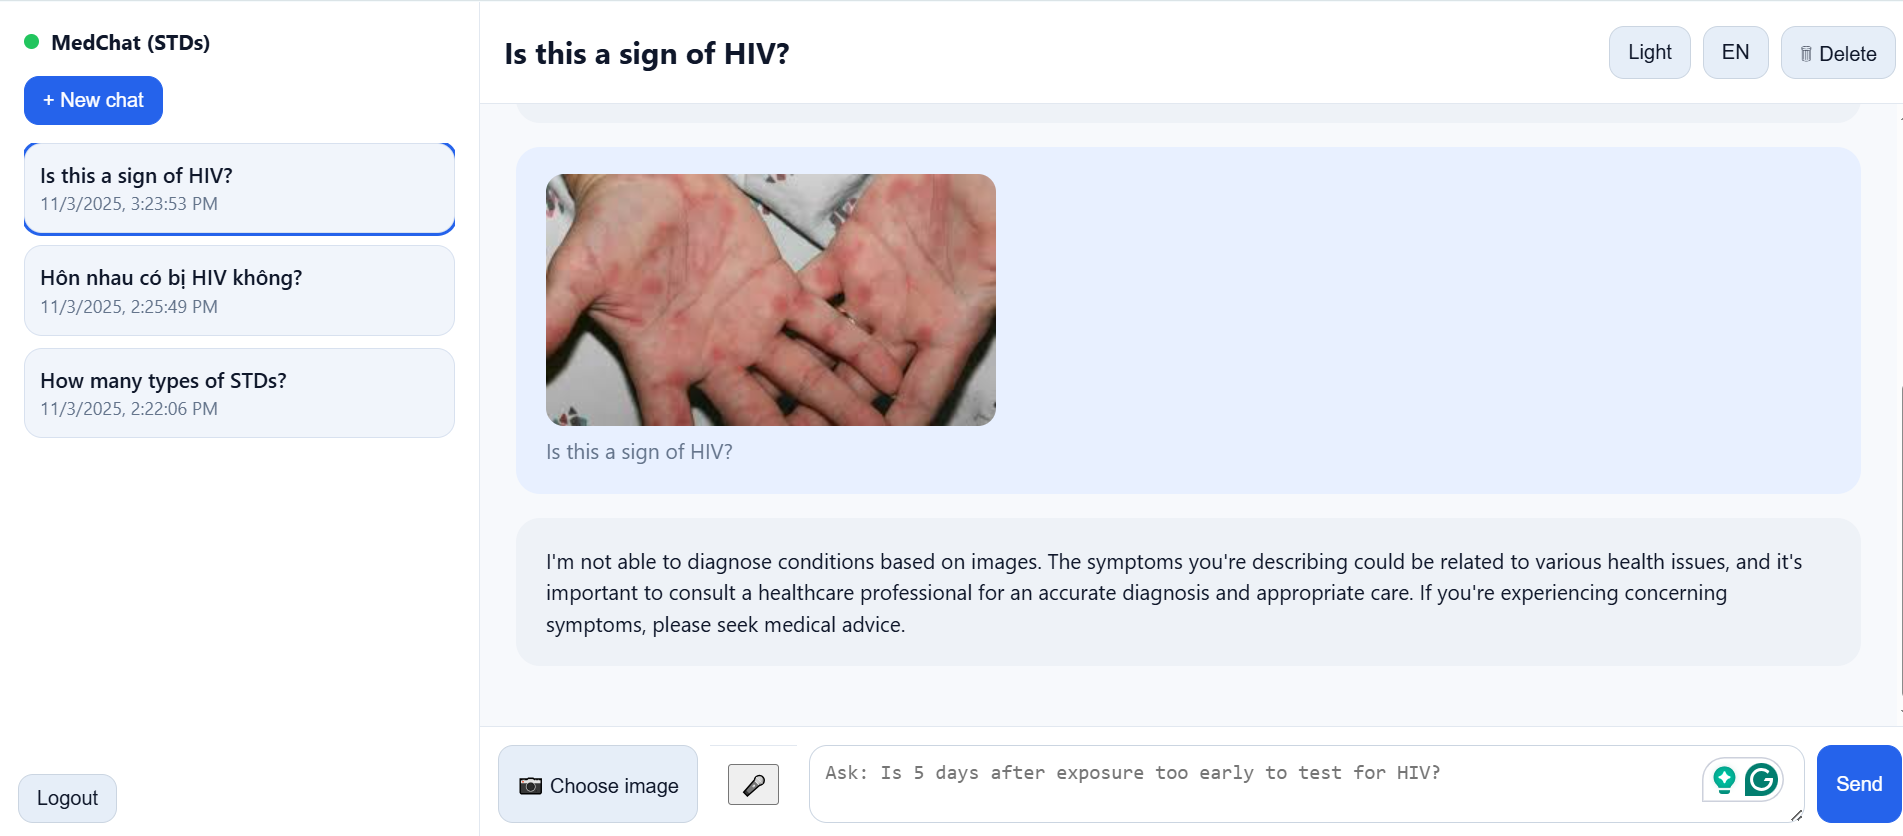 MedChat (STDs)
+ New chat
Is this a sign of HIV?
11/3/2025, 3:23:53 PM
Hôn nhau có bị HIV không?
11/3/2025, 2:25:49 PM
How many types of STDs?
11/3/2025, 2:22:06 PM
Logout
Is this a sign of HIV?
Light
EN
Delete
Is this a sign of HIV?
I'm not able to diagnose conditions based on images. The symptoms you're describing could be related to various health issues, and it's
important to consult a healthcare professional for an accurate diagnosis and appropriate care. If you're experiencing concerning
symptoms, please seek medical advice.
Choose image
Ask: Is 5 days after exposure too early to test for HIV?
Send